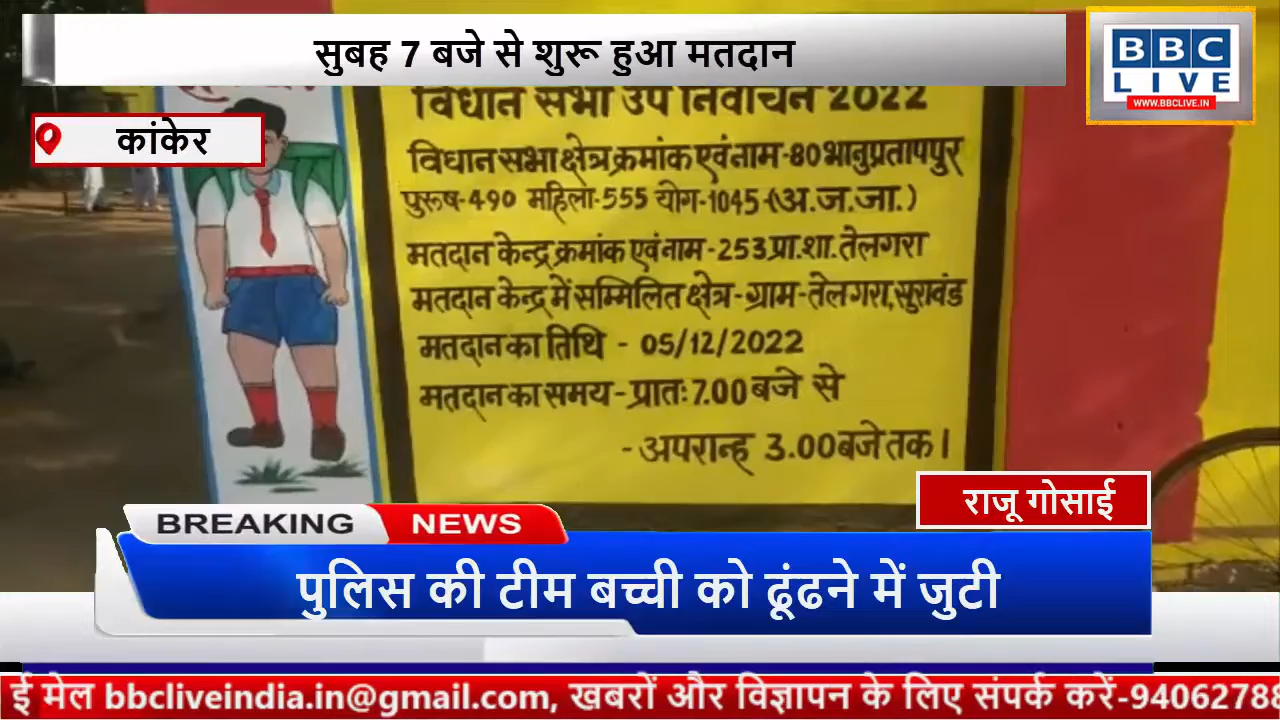 सुबह 7 बजे से शुरू हुआ मतदान
BBC
LIVE
WWW.BBCLIVE.IN
कांकेर
विधान सभा उप निर्वाचन 2022
विधान सभा क्षेत्र क्रमांक एवं नाम-80 भानुप्रतापपुर
पुरूष-490 महिला-555 योग-1045-(अ.ज.जा.)
मतदान केन्द्र क्रमांक एवं नाम-253 प्रा.शा. तेलगरा
मतदान केन्द्र में सम्मिलित क्षेत्र-ग्राम-तेलगरा,सुरावंड
मतदान का तिथि - 05/12/2022
मतदान का समय-प्रातः 7.00 बजे से
-अपरान्ह 3.00 बजे तक।
राजू गोसाई
BREAKING NEWS
पुलिस की टीम बच्ची को ढूंढने में जुटी
ई मेल bbcliveindia.in@gmail.com, खबरों और विज्ञापन के लिए संपर्क करें-94062788